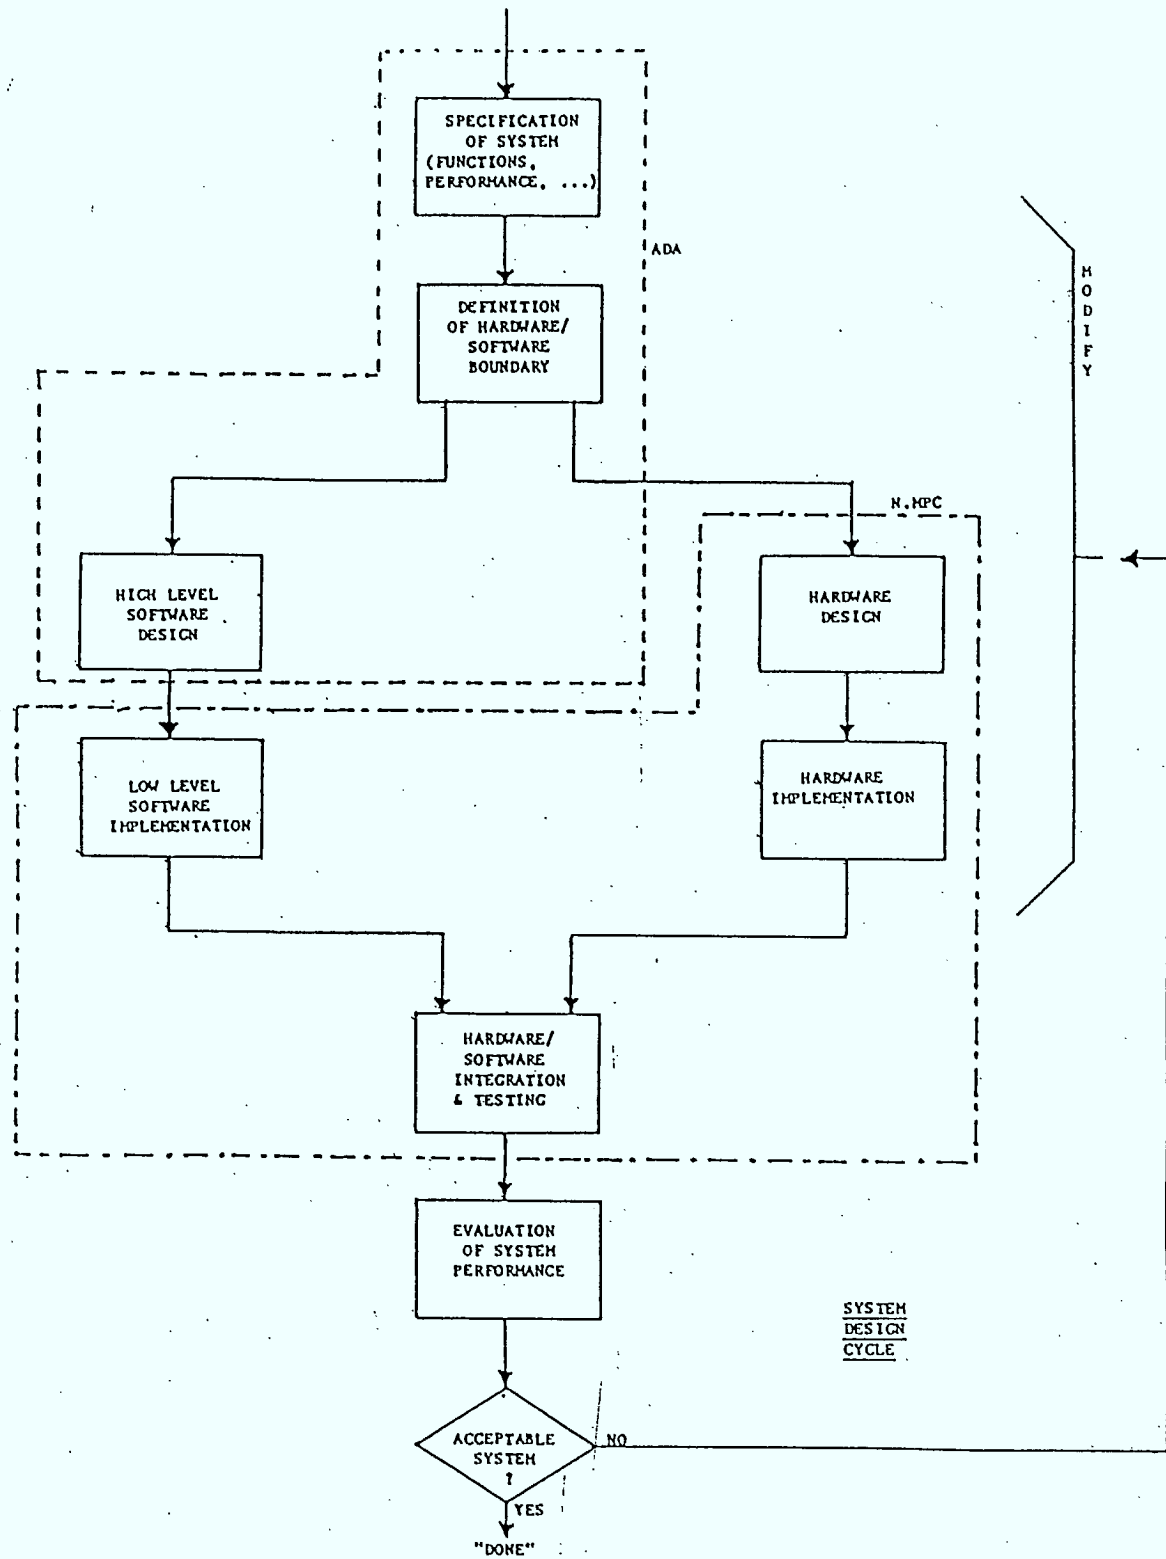 SPECIFICATION
OF SYSTEM
(FUNCTIONS,
PERFORMANCE, ...)
ADA
DEFINITION
OF HARDWARE/
SOFTWARE
BOUNDARY
MODIFY
N.MPC
HIGH LEVEL
SOFTWARE
DESIGN
HARDWARE
DESIGN
LOW LEVEL
SOFTWARE
IMPLEMENTATION
HARDWARE
IMPLEMENTATION
HARDWARE/
SOFTWARE
INTEGRATION
& TESTING
EVALUATION
OF SYSTEM
PERFORMANCE
SYSTEM
DESIGN
CYCLE
ACCEPTABLE
SYSTEM
?
NO
YES
"DONE"